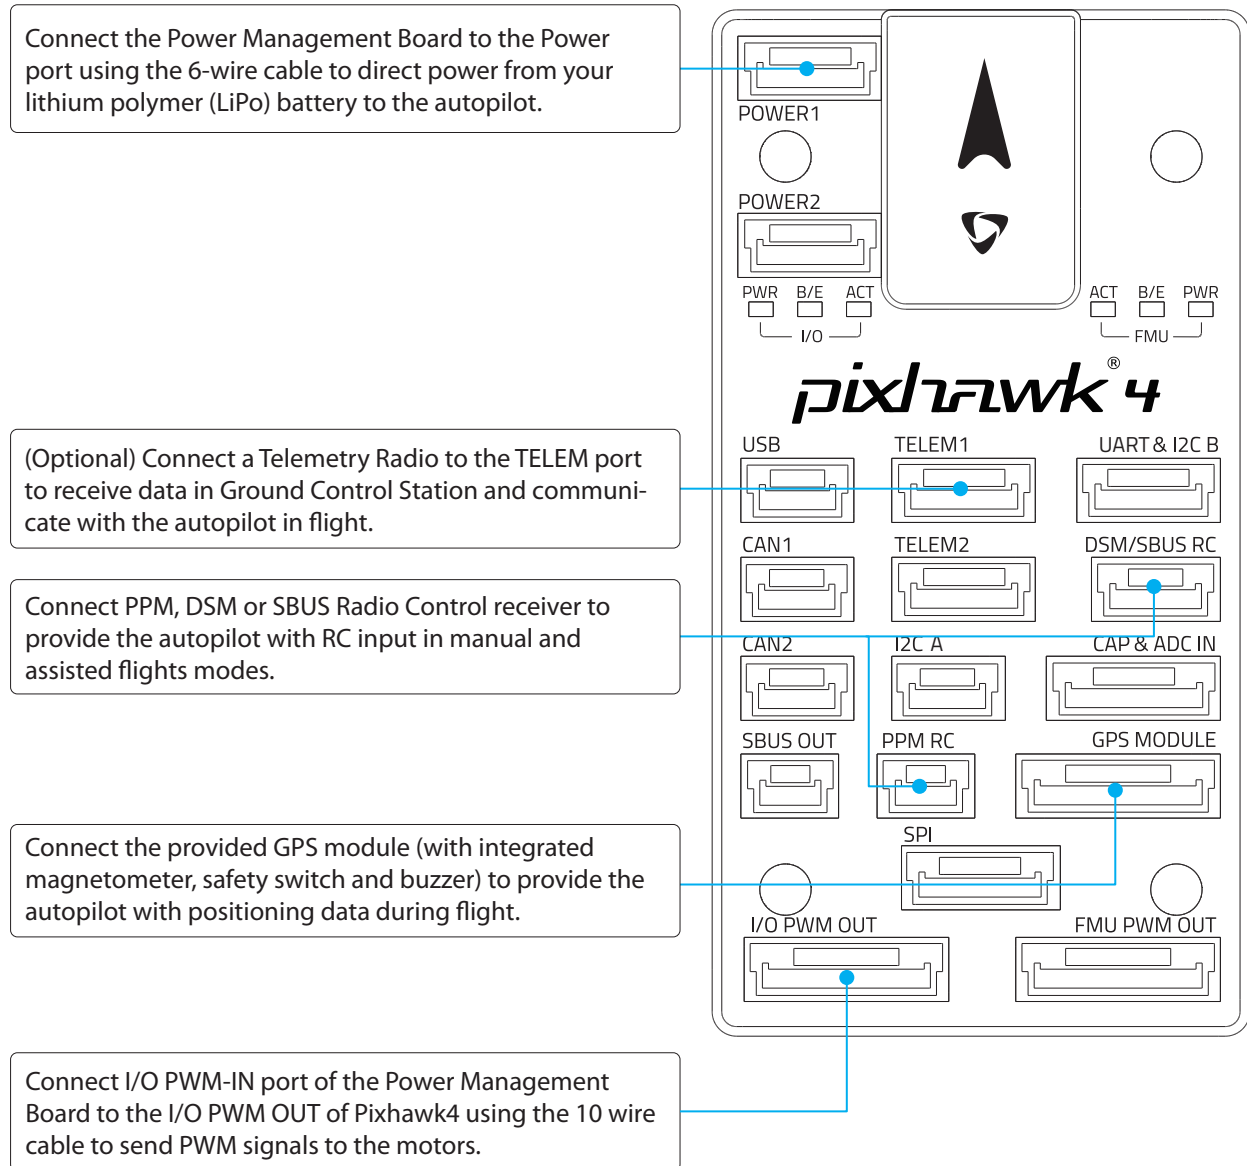 Connect the Power Management Board to the Power
port using the 6-wire cable to direct power from your
lithium polymer (LiPo) battery to the autopilot.
POWER1
POWER2
PWR B/E ACT
I/O
ACT B/E PWR
FMU
pixhawk® 4
(Optional) Connect a Telemetry Radio to the TELEM port
to receive data in Ground Control Station and communi-
cate with the autopilot in flight.
USB TELEM1 UART & I2C B
CAN1 TELEM2 DSM/SBUS RC
Connect PPM, DSM or SBUS Radio Control receiver to
provide the autopilot with RC input in manual and
assisted flights modes.
CAN2 I2C A CAP & ADC IN
SBUS OUT PPM RC GPS MODULE
Connect the provided GPS module (with integrated
magnetometer, safety switch and buzzer) to provide the
autopilot with positioning data during flight.
SPI
I/O PWM OUT FMU PWM OUT
Connect I/O PWM-IN port of the Power Management
Board to the I/O PWM OUT of Pixhawk4 using the 10 wire
cable to send PWM signals to the motors.